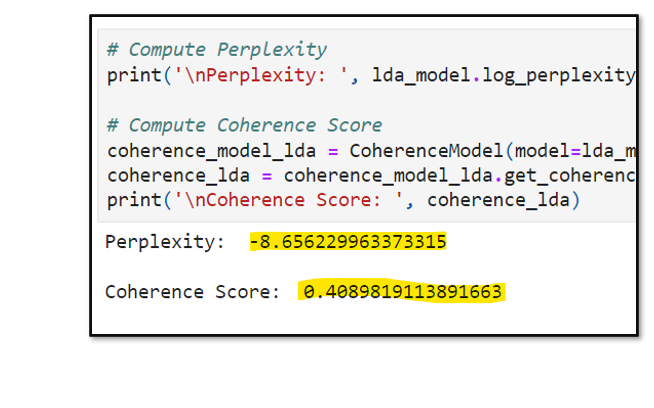 # Compute Perplexity
print('\nPerplexity: ', lda_model.log_perplexity
# Compute Coherence Score
coherence_model_lda = CoherenceModel(model=lda_m
coherence_lda = coherence_model_lda.get_coherenc
print('\nCoherence Score: ', coherence_lda)
Perplexity: -8.656229963373315
Coherence Score: 0.4089819113891663